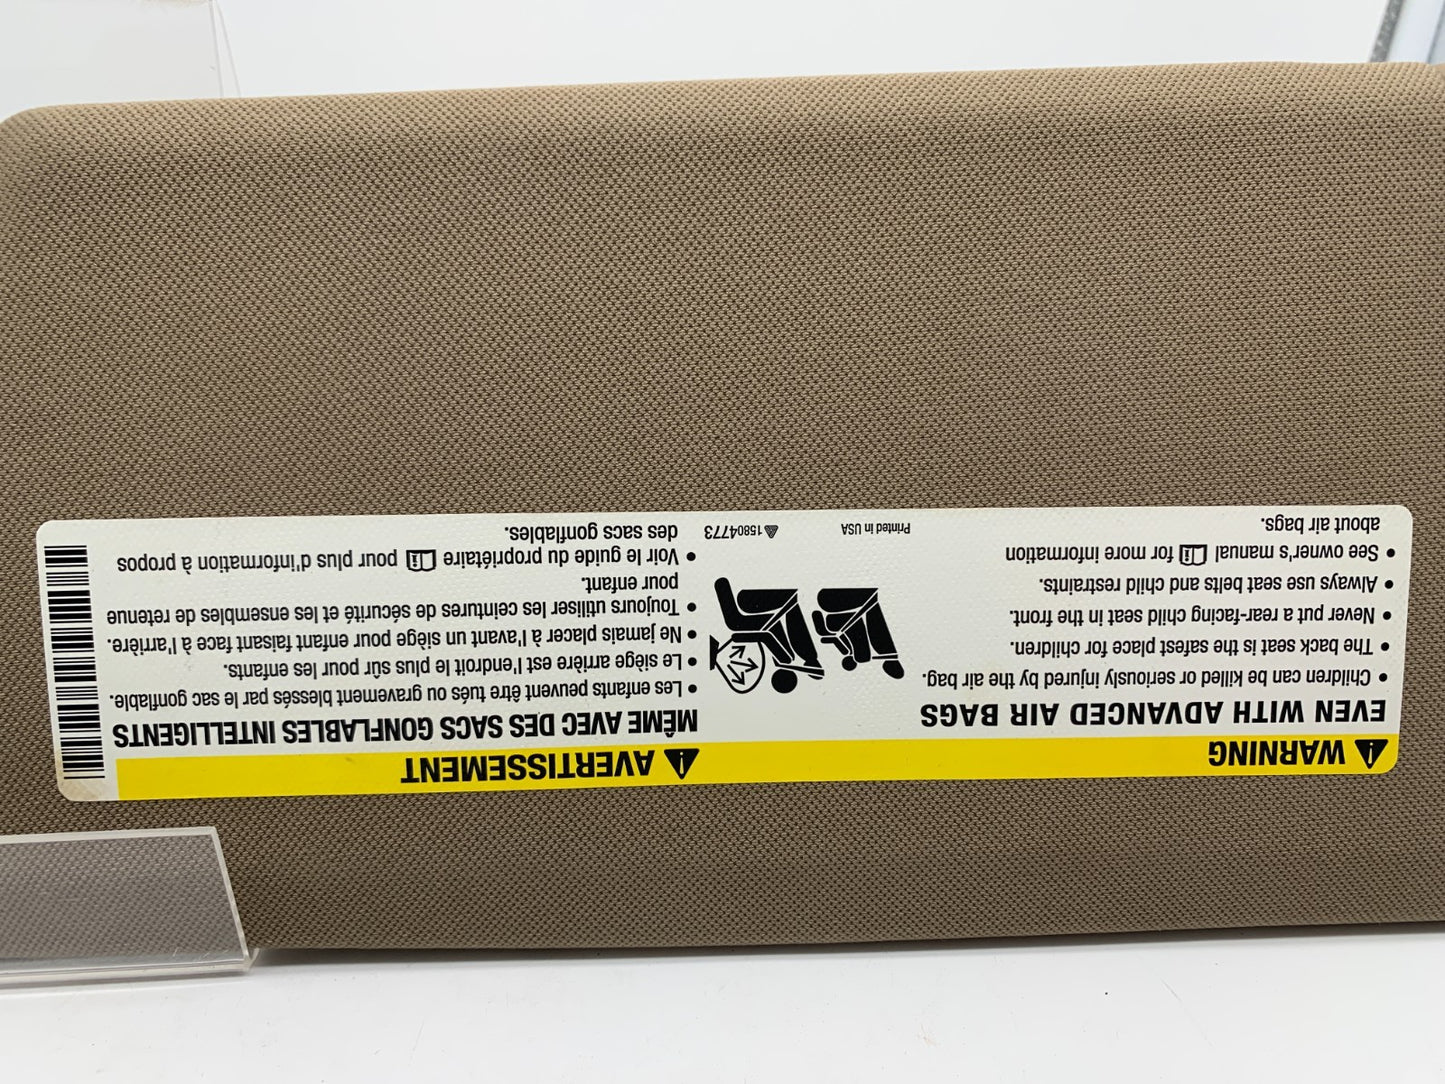 WARNING
EVEN WITH ADVANCED AIR BAGS
• Children can be killed or seriously injured by the air bag.
• The back seat is the safest place for children.
• Never put a rear-facing child seat in the front.
• Always use seat belts and child restraints.
• See owner's manual for more information
about air bags.
Printed in USA
15804773
AVERTISSEMENT
MÊME AVEC DES SACS GONFLABLES INTELLIGENTS
• Les enfants peuvent être tués ou gravement blessés par le sac gonflable.
• Le siège arrière est l'endroit le plus sûr pour les enfants.
• Ne jamais placer à l'avant un siège pour enfant faisant face à l'arrière.
• Toujours utiliser les ceintures de sécurité et les ensembles de retenue
pour enfant.
• Voir le guide du propriétaire pour plus d'information à propos
des sacs gonflables.